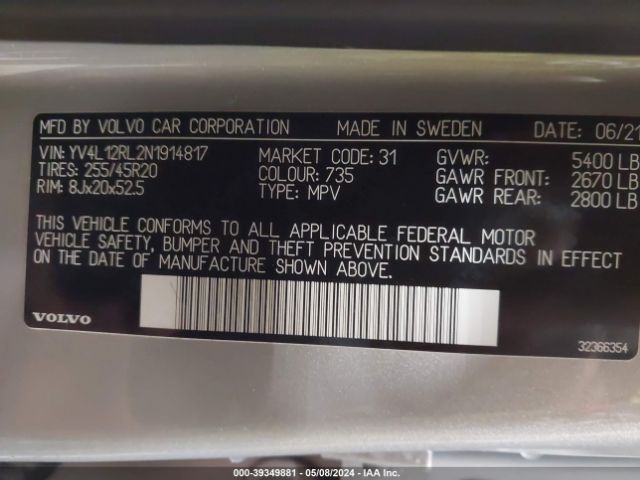 MFD BY VOLVO CAR CORPORATION MADE IN SWEDEN DATE: 06/21
VIN: YV4L12RL2N1914817 MARKET CODE: 31 GVWR: 5400 LB
TIRES: 255/45R20 COLOUR: 735 GAWR FRONT: 2670 LB
RIM: 8Jx20x52.5 TYPE: MPV GAWR REAR: 2800 LB
THIS VEHICLE CONFORMS TO ALL APPLICABLE FEDERAL MOTOR
VEHICLE SAFETY, BUMPER AND THEFT PREVENTION STANDARDS IN EFFECT
ON THE DATE OF MANUFACTURE SHOWN ABOVE.
VOLVO
32366354
000-39349881 - 05/08/2024 - IAA Inc.